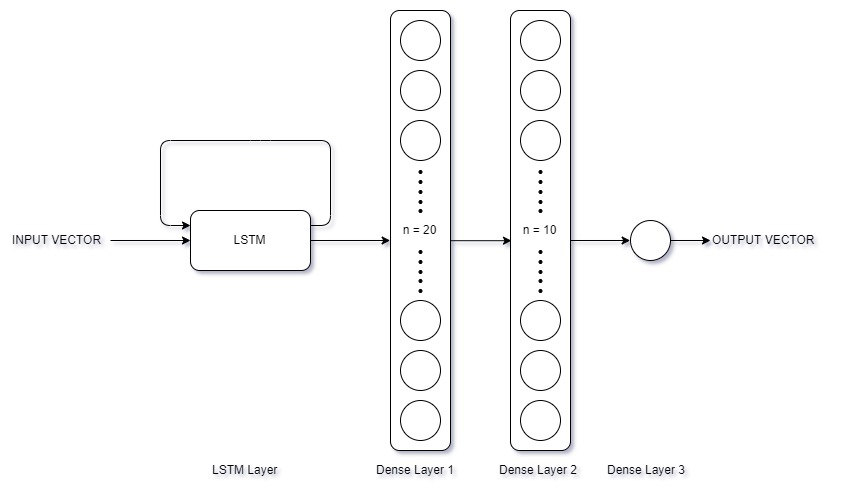 n = 20
n = 10
INPUT VECTOR
LSTM
OUTPUT VECTOR
LSTM Layer
Dense Layer 1
Dense Layer 2
Dense Layer 3